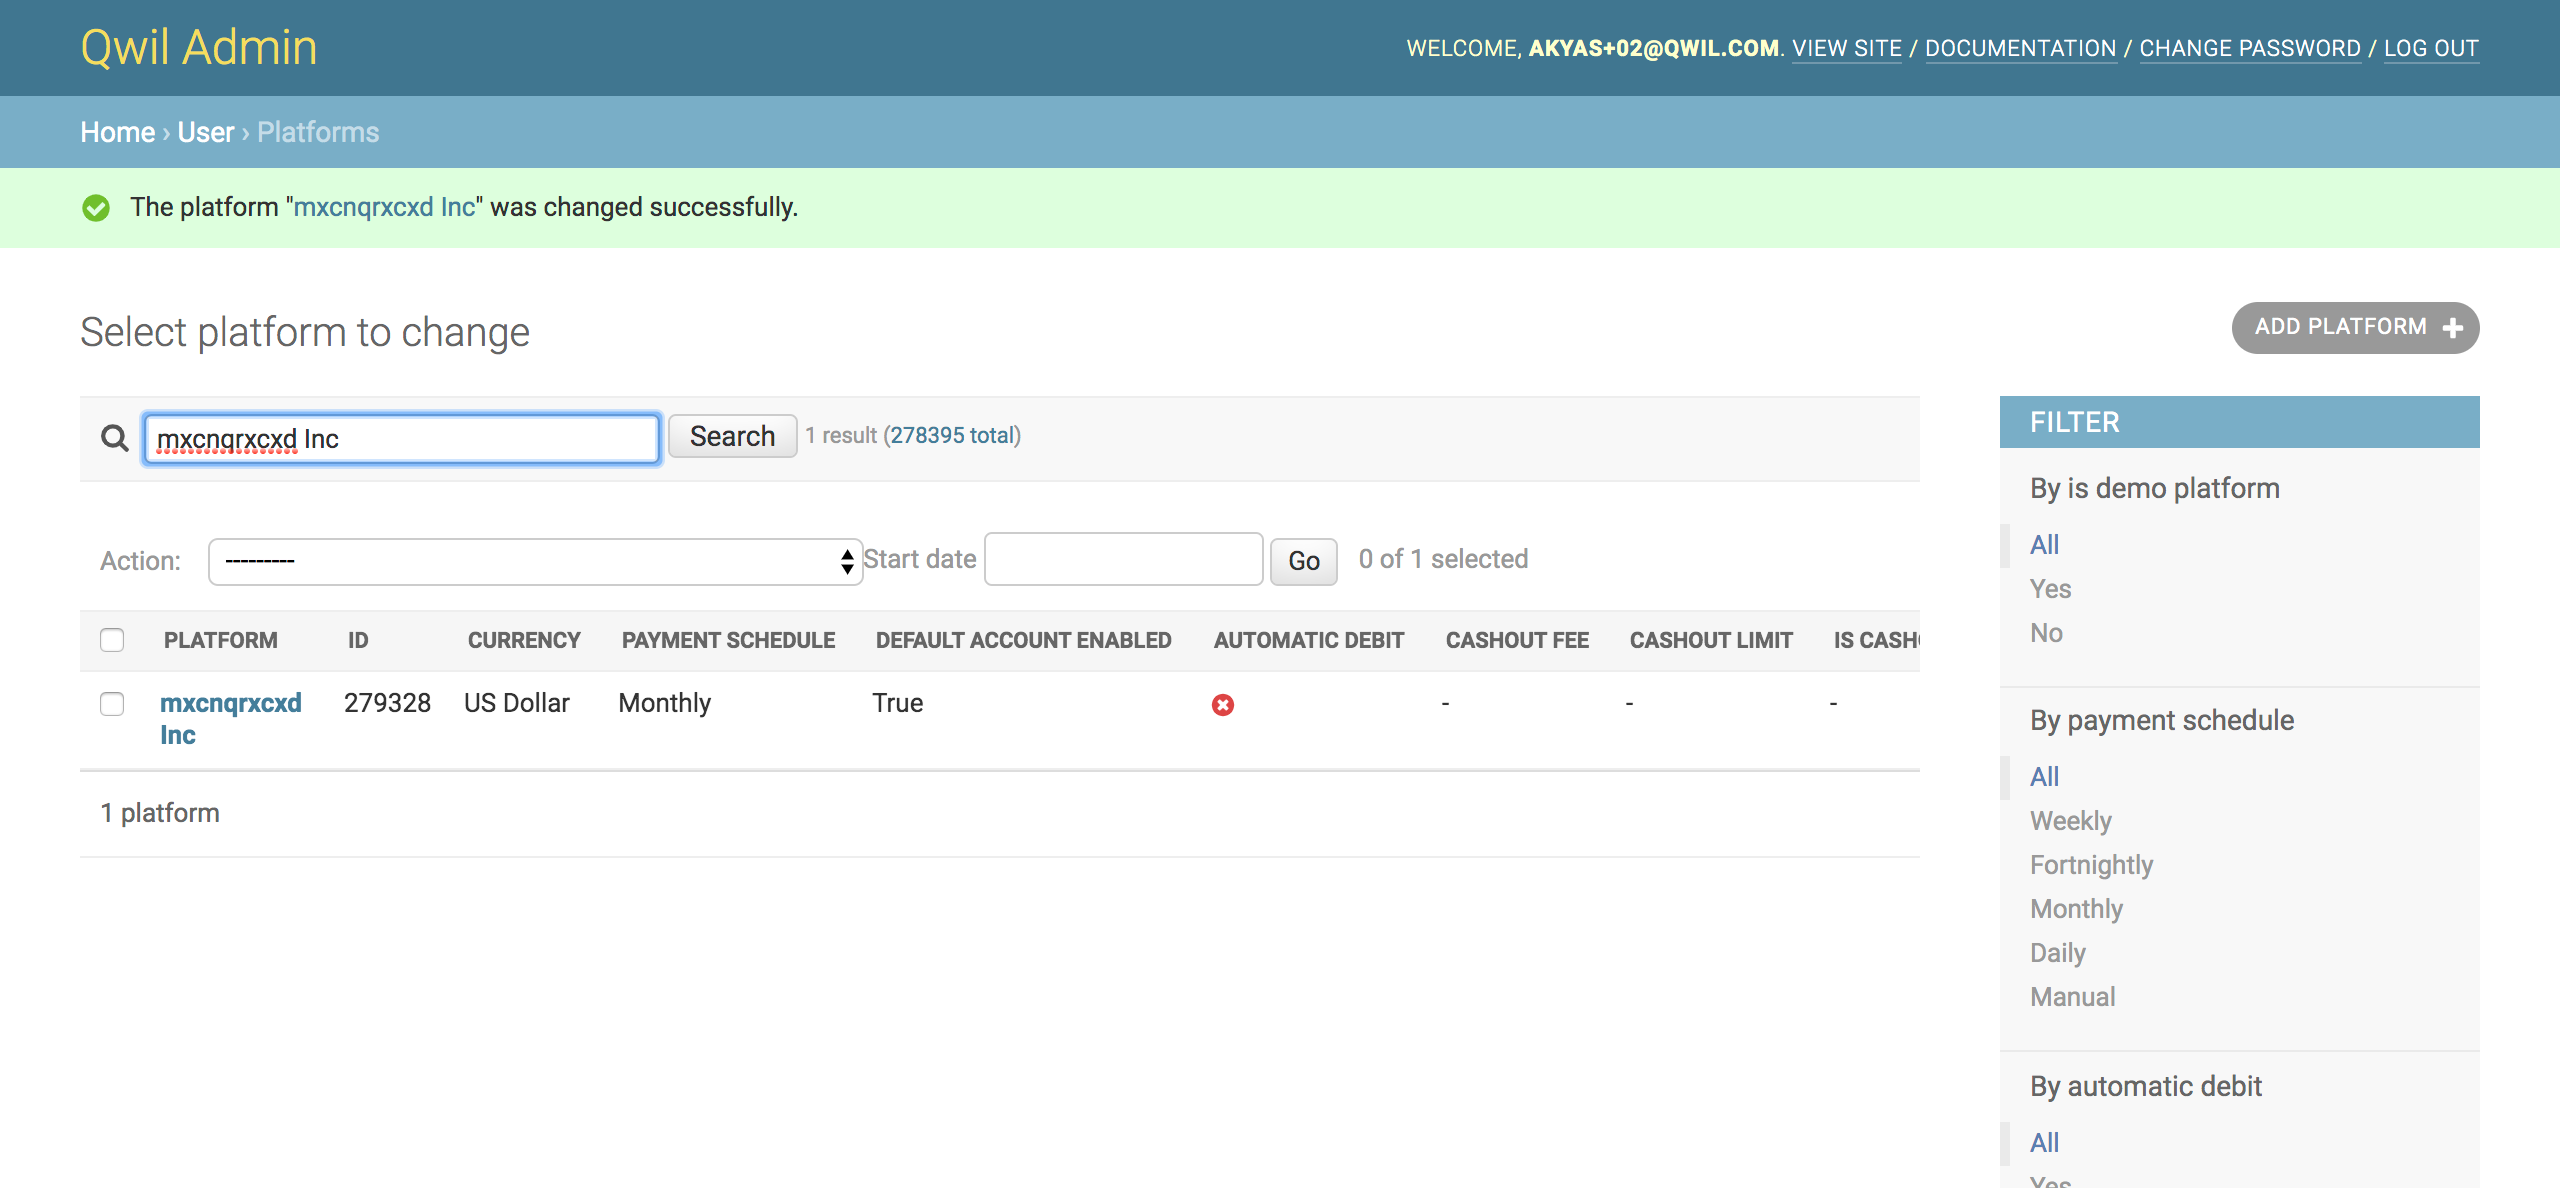 Qwil Admin
WELCOME, AKYAS+02@QWIL.COM. VIEW SITE / DOCUMENTATION / CHANGE PASSWORD / LOG OUT
Home › User › Platforms
The platform "mxcnqrxcxd Inc" was changed successfully.
Select platform to change
ADD PLATFORM
mxcnqrxcxd Inc
Search
1 result (278395 total)
Action:
---------
Start date
Go
0 of 1 selected
PLATFORM ID CURRENCY PAYMENT SCHEDULE DEFAULT ACCOUNT ENABLED AUTOMATIC DEBIT CASHOUT FEE CASHOUT LIMIT IS CASH
mxcnqrxcxd 279328 US Dollar Monthly True - - -
Inc
1 platform
FILTER
By is demo platform
All
Yes
No
By payment schedule
All
Weekly
Fortnightly
Monthly
Daily
Manual
By automatic debit
All
Yes